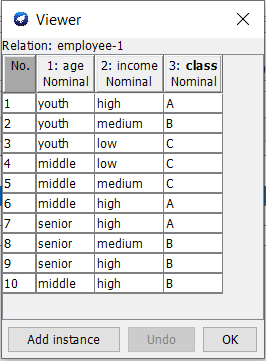 Viewer
Relation: employee-1
No. 1: age 2: income 3: class
Nominal Nominal Nominal
1 youth high A
2 youth medium B
3 youth low C
4 middle low C
5 middle medium C
6 middle high A
7 senior high A
8 senior medium B
9 senior high B
10 middle high B
Add instance Undo OK